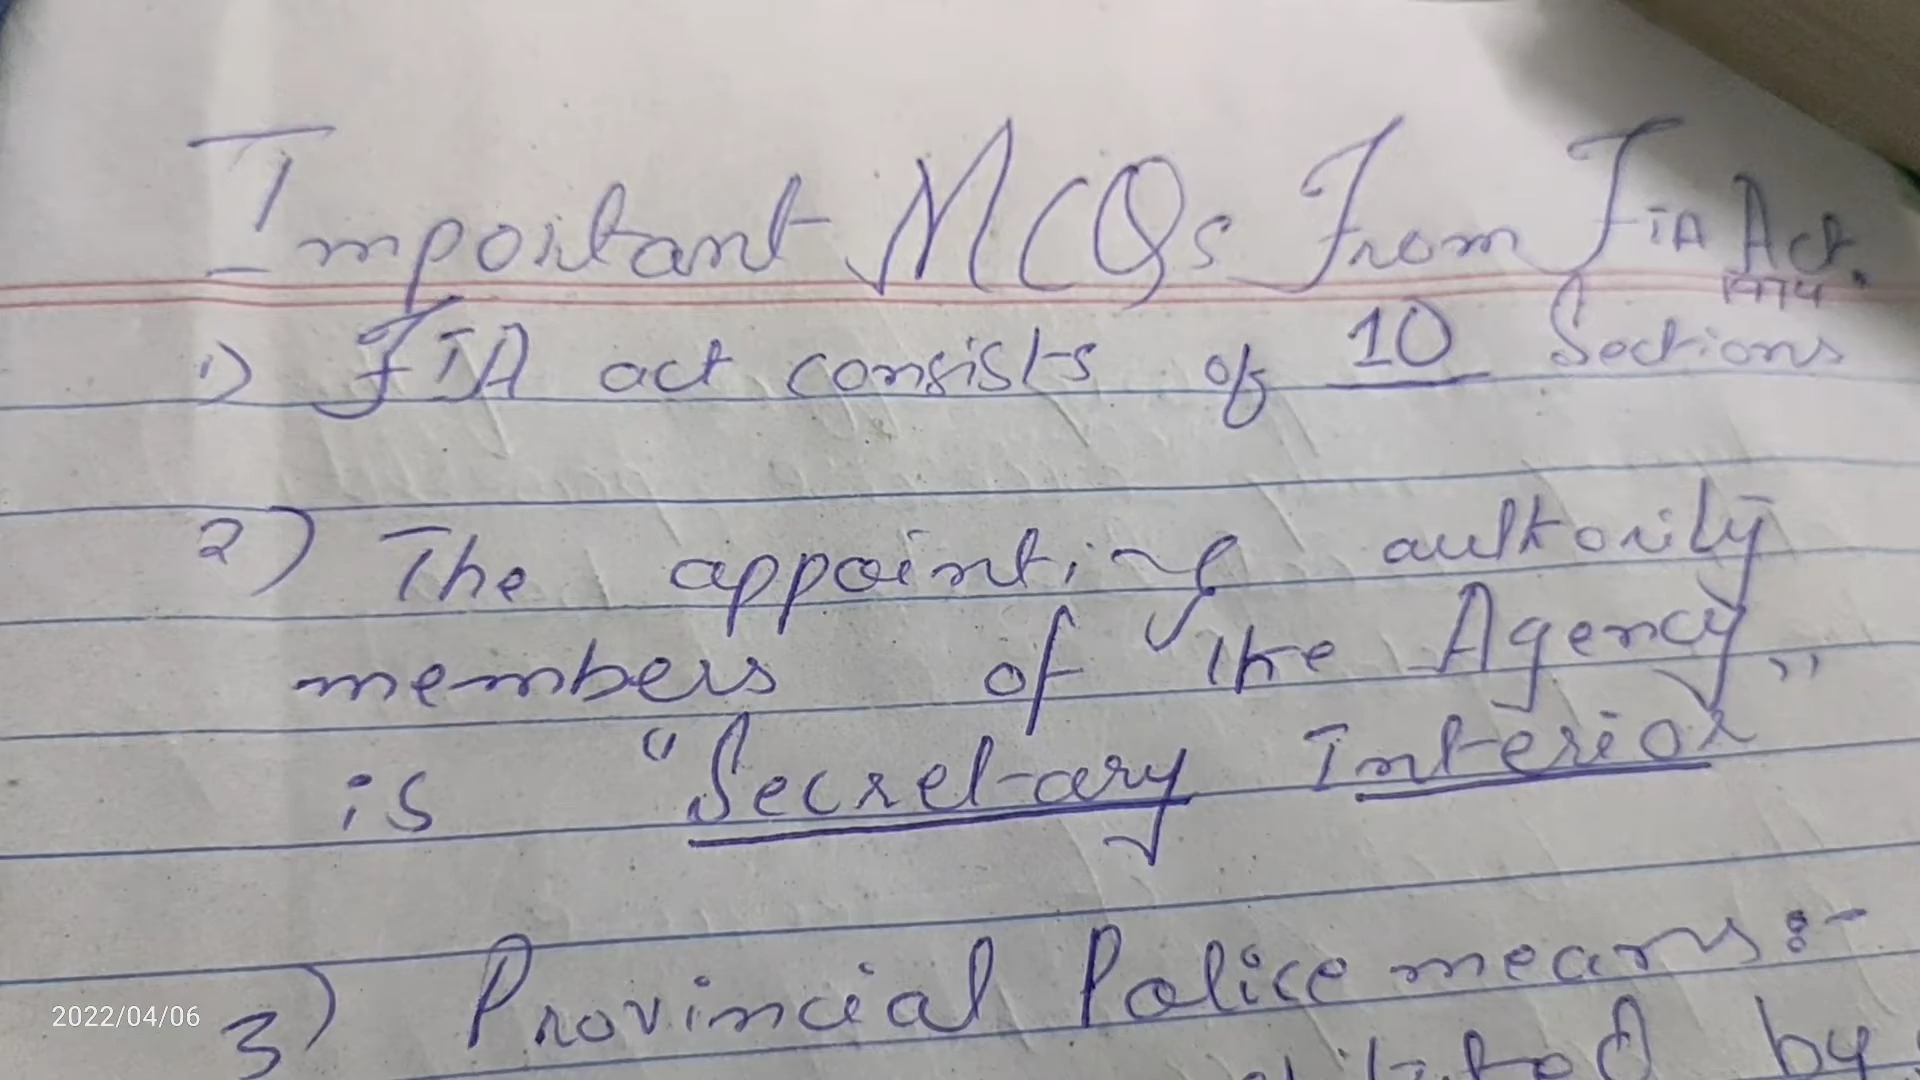 Important MCQs From FiA Act.
1974
1) FIA act consists of 10 Sections
2) The appointing authority
members of the Agency
is "Secretary Interior"
3) Provincial Police means:-
by
2022/04/06